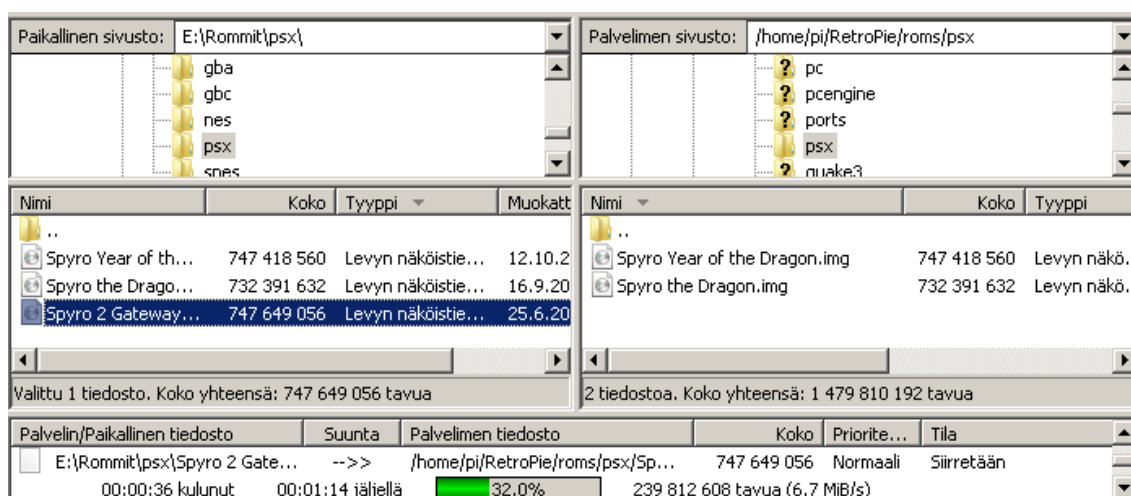 Paikallinen sivusto: E:\Rommit\psx\
gba
gbc
nes
psx
snes
Nimi Koko Tyyppi Muokatt
..
Spyro Year of th... 747 418 560 Levyn näköistie... 12.10.2
Spyro the Drago... 732 391 632 Levyn näköistie... 16.9.20
Spyro 2 Gateway... 747 649 056 Levyn näköistie... 25.6.20
Valittu 1 tiedosto. Koko yhteensä: 747 649 056 tavua
Palvelimen sivusto: /home/pi/RetroPie/roms/psx
? pc
? pcengine
? ports
psx
? quake3
Nimi Koko Tyyppi
..
Spyro Year of the Dragon.img 747 418 560 Levyn näkö.
Spyro the Dragon.img 732 391 632 Levyn näkö.
2 tiedostoa. Koko yhteensä: 1 479 810 192 tavua
Palvelin/Paikallinen tiedosto Suunta Palvelimen tiedosto Koko Priorite... Tila
E:\Rommit\psx\Spyro 2 Gate... -->> /home/pi/RetroPie/roms/psx/Sp... 747 649 056 Normaali Siirretään
00:00:36 kulunut 00:01:14 jäljellä 32.0% 239 812 608 tavua (6.7 MiB/s)